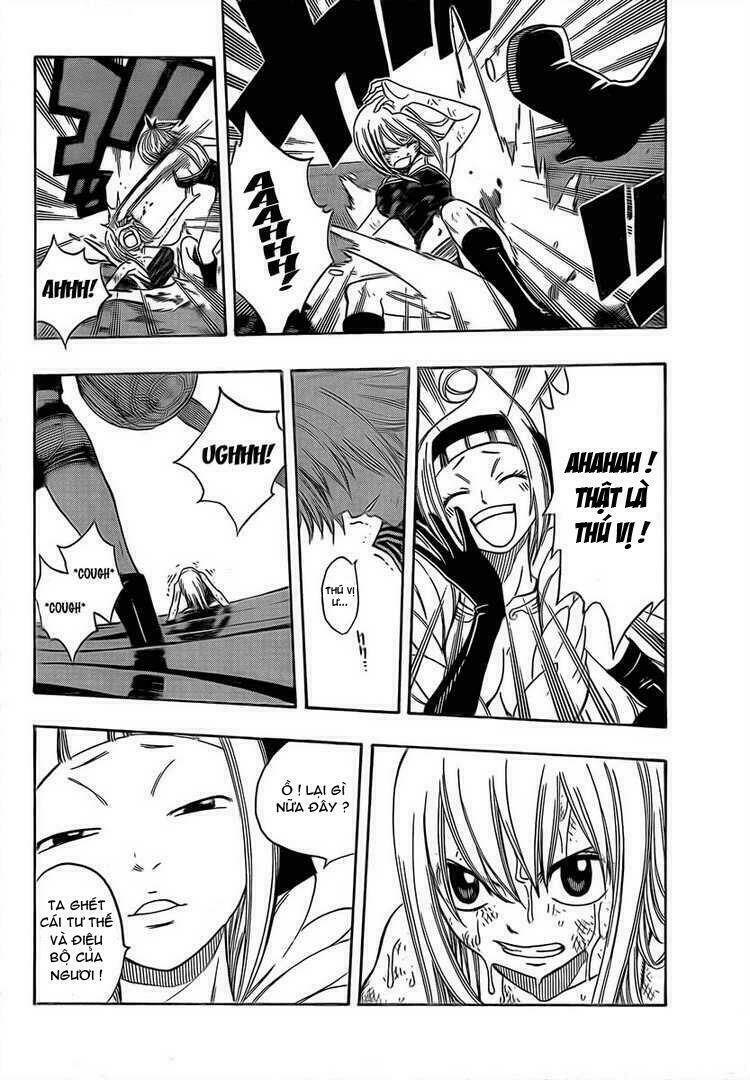 AAAHHH!
AHHH!
AHAHAH !
THẬT LÀ
THÚ VỊ !
THÚ VỊ
Ư...
UGHHH!
*COUGH*
*COUGH*
Ồ ! LẠI GÌ
NỮA ĐÂY ?
TA GHÉT
CÁI TƯ THẾ
VÀ ĐIỆU
BỘ CỦA
NGƯƠI !